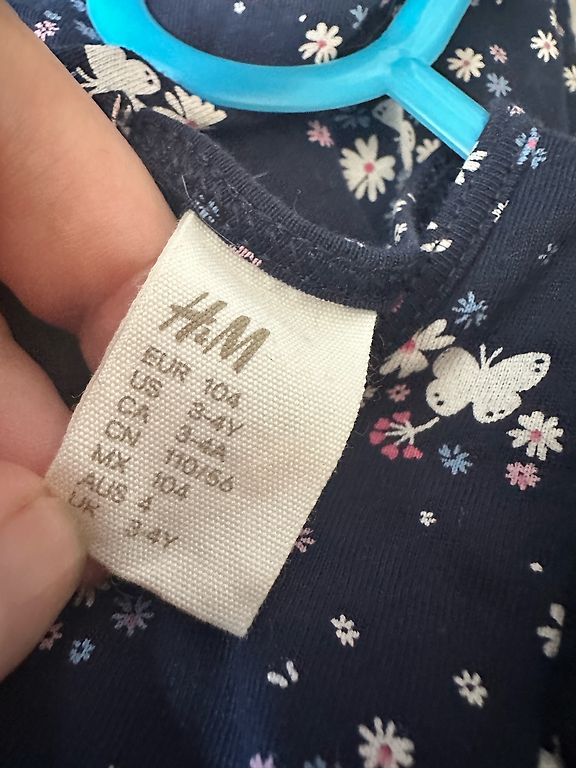 H&M
EUR 104
US 3-4Y
CA 3-4A
CN 110/56
MX 104
AUS 4
UK 3-4Y